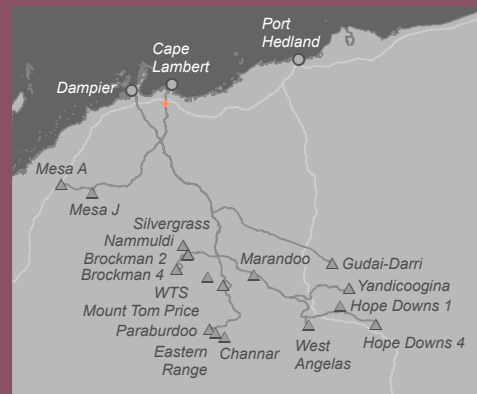 Port
Hedland
Cape
Lambert
Dampier
Mesa A
Mesa J
Silvergrass
Nammuldi
Brockman 2
Brockman 4
Marandoo
Gudai-Darri
Yandicoogina
WTS
Hope Downs 1
Mount Tom Price
Paraburdoo
Eastern
Range
Channar
West
Angelas
Hope Downs 4